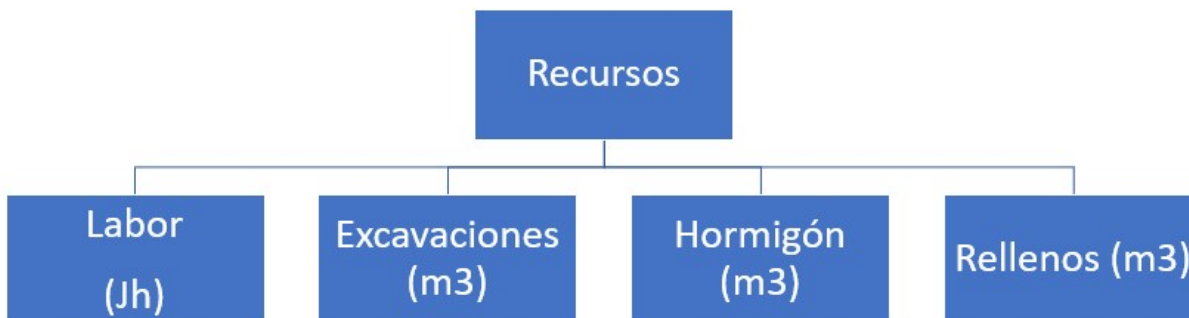 Recursos
Labor
(Jh)
Excavaciones
(m3)
Hormigón
(m3)
Rellenos (m3)